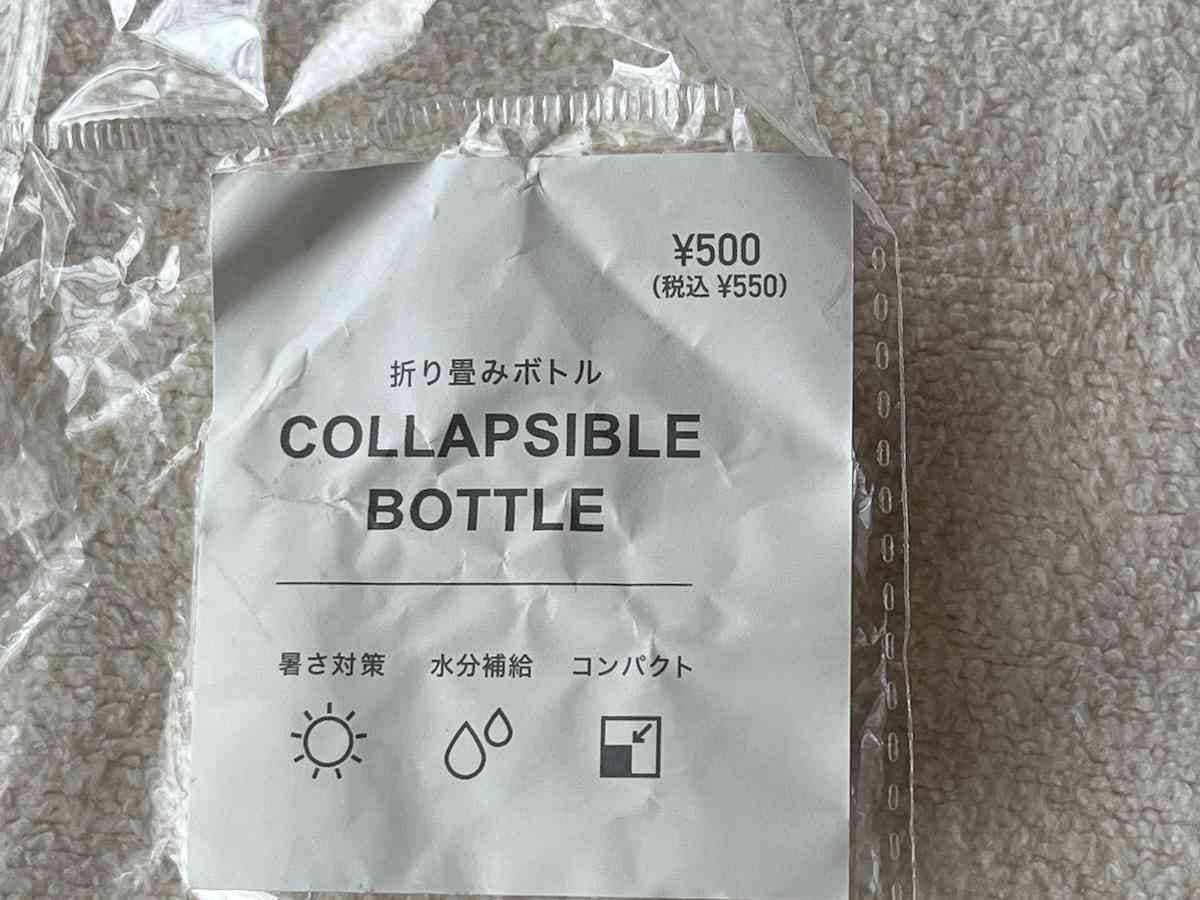 ¥500
(税込 ¥550)
折り畳みボトル
COLLAPSIBLE
BOTTLE
暑さ対策 水分補給 コンパクト